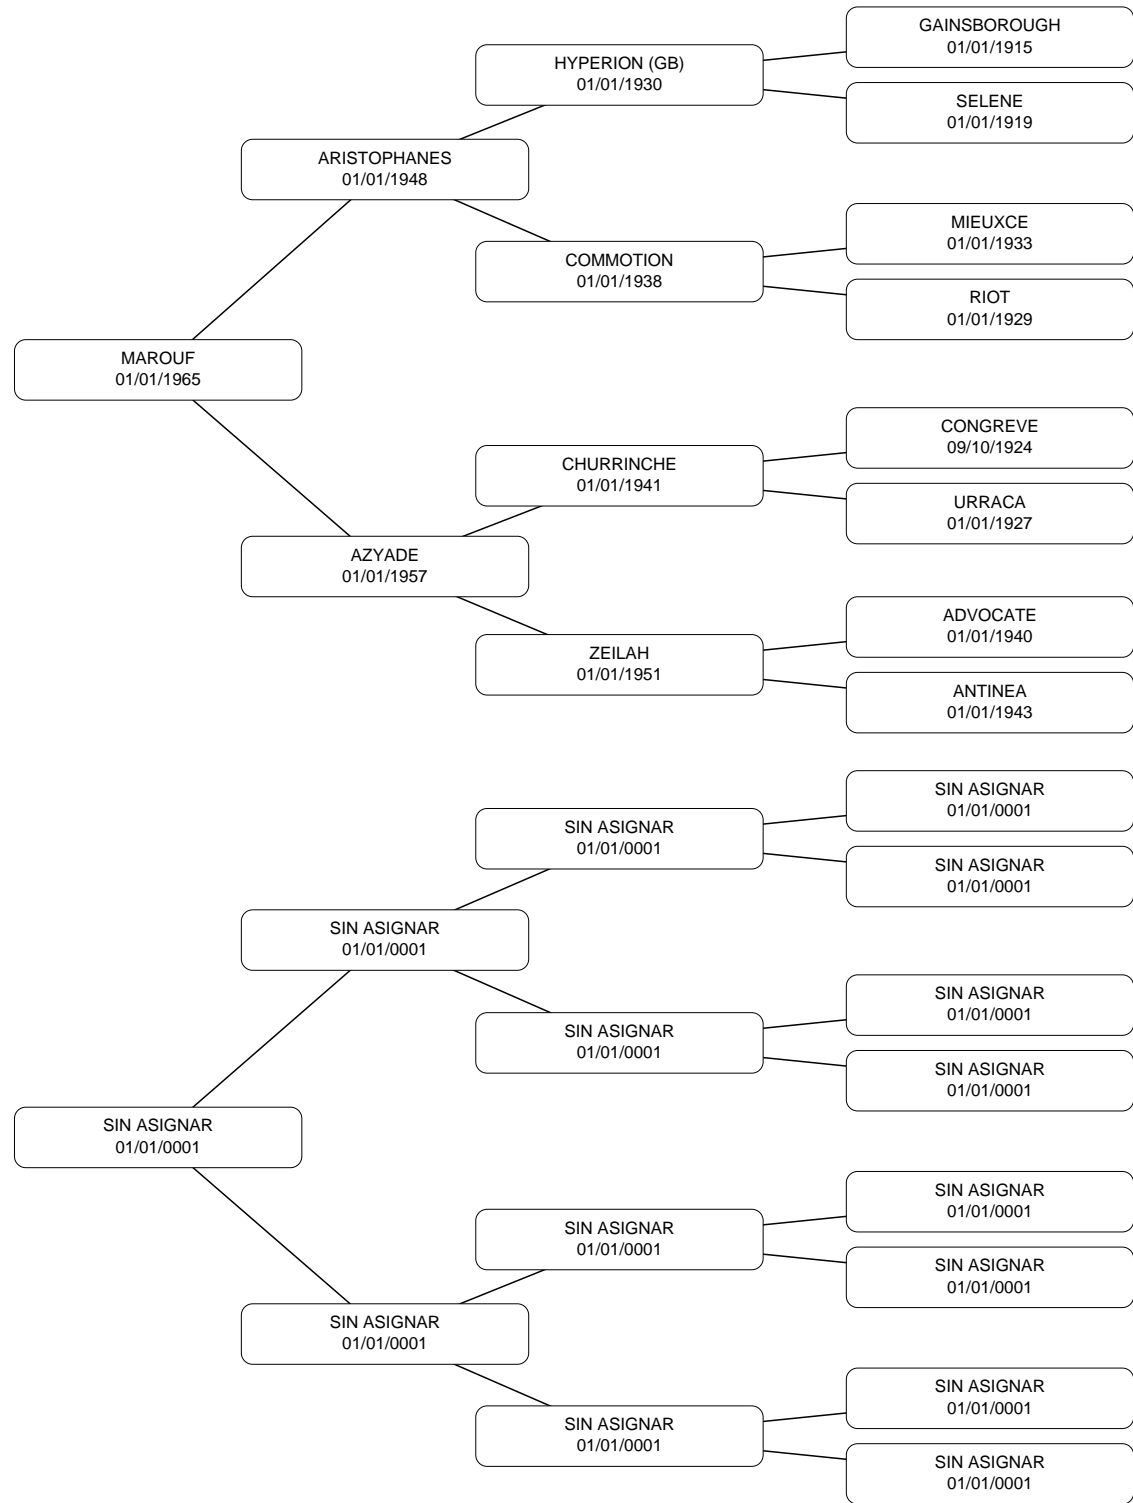 GAINSBOROUGH
01/01/1915
HYPERION (GB)
01/01/1930
SELENE
01/01/1919
ARISTOPHANES
01/01/1948
MIEUXCE
01/01/1933
COMMOTION
01/01/1938
RIOT
01/01/1929
MAROUF
01/01/1965
CONGREVE
09/10/1924
CHURRINCHE
01/01/1941
URRACA
01/01/1927
AZYADE
01/01/1957
ADVOCATE
01/01/1940
ZEILAH
01/01/1951
ANTINEA
01/01/1943
SIN ASIGNAR
01/01/0001
SIN ASIGNAR
01/01/0001
SIN ASIGNAR
01/01/0001
SIN ASIGNAR
01/01/0001
SIN ASIGNAR
01/01/0001
SIN ASIGNAR
01/01/0001
SIN ASIGNAR
01/01/0001
SIN ASIGNAR
01/01/0001
SIN ASIGNAR
01/01/0001
SIN ASIGNAR
01/01/0001
SIN ASIGNAR
01/01/0001
SIN ASIGNAR
01/01/0001
SIN ASIGNAR
01/01/0001
SIN ASIGNAR
01/01/0001
SIN ASIGNAR
01/01/0001